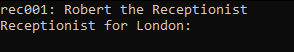 rec001: Robert the Receptionist
Receptionist for London: